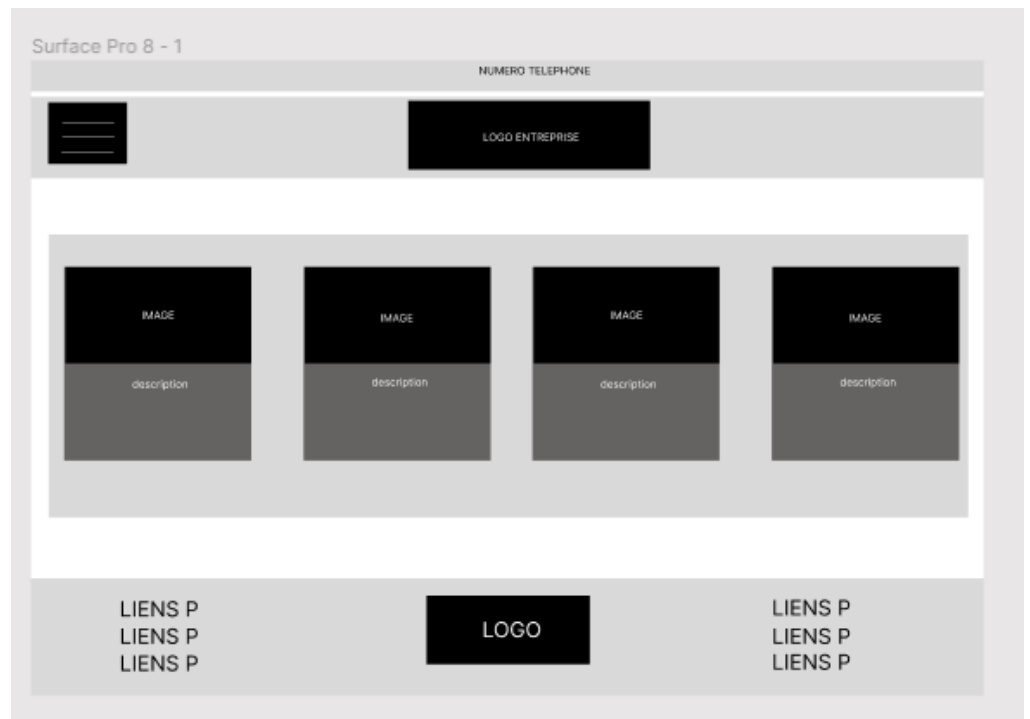 Surface Pro 8 - 1
NUMERO TELEPHONE
LOGO ENTREPRISE
IMAGE
IMAGE
IMAGE
IMAGE
description
description
description
description
LIENS P
LIENS P
LIENS P
LOGO
LIENS P
LIENS P
LIENS P